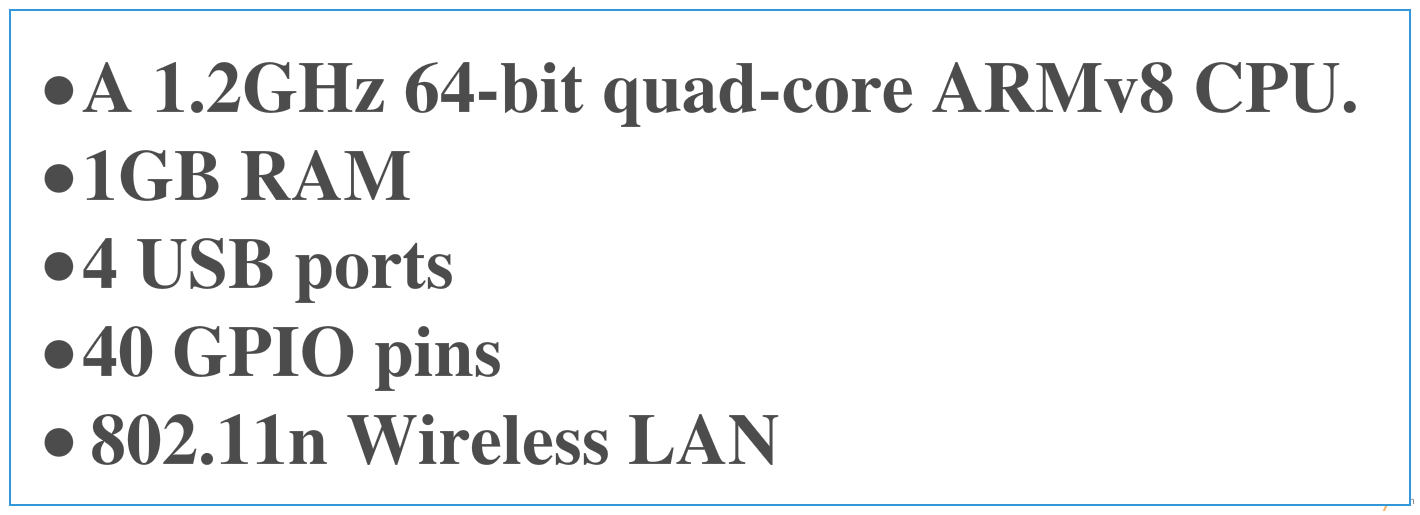 •A 1.2GHz 64-bit quad-core ARMv8 CPU.
•1GB RAM
•4 USB ports
•40 GPIO pins
• 802.11n Wireless LAN